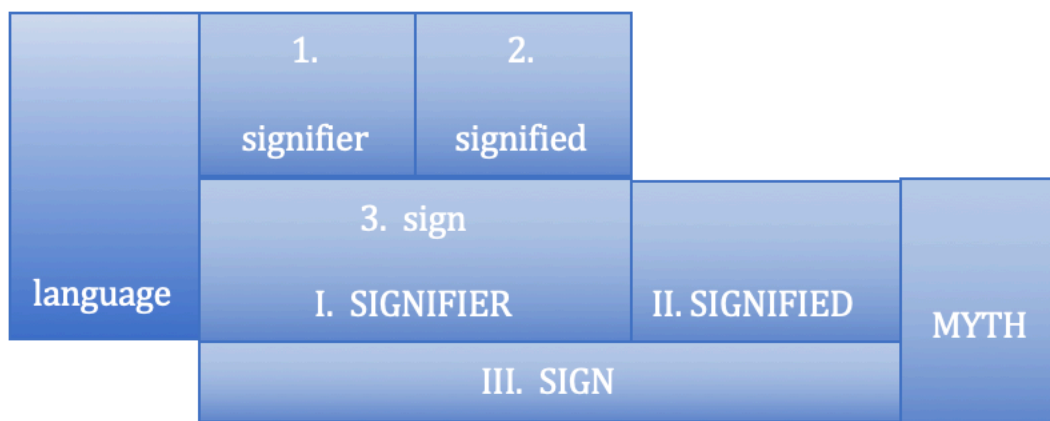 1.
2.
signifier
signified
3. sign
language
I. SIGNIFIER
II. SIGNIFIED
MYTH
III. SIGN